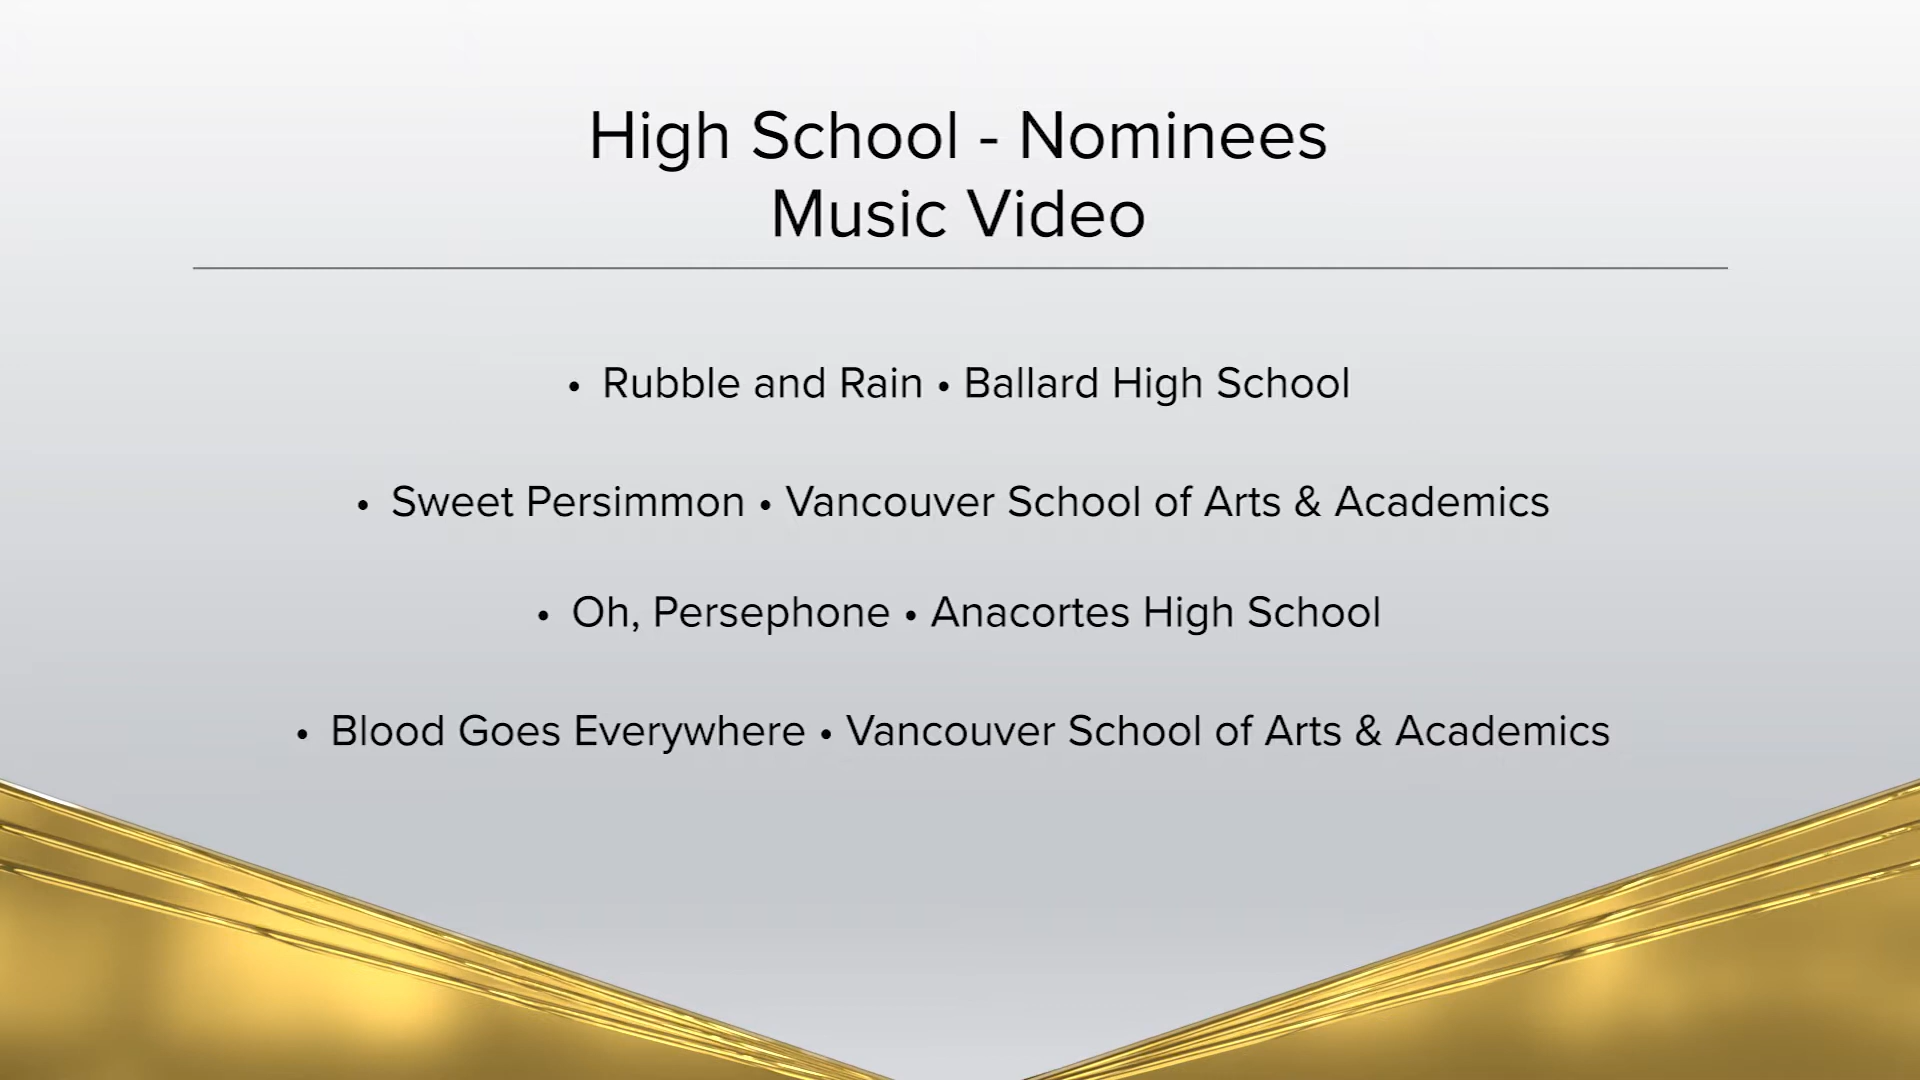 High School - Nominees
Music Video
• Rubble and Rain • Ballard High School
• Sweet Persimmon • Vancouver School of Arts & Academics
• Oh, Persephone • Anacortes High School
• Blood Goes Everywhere • Vancouver School of Arts & Academics